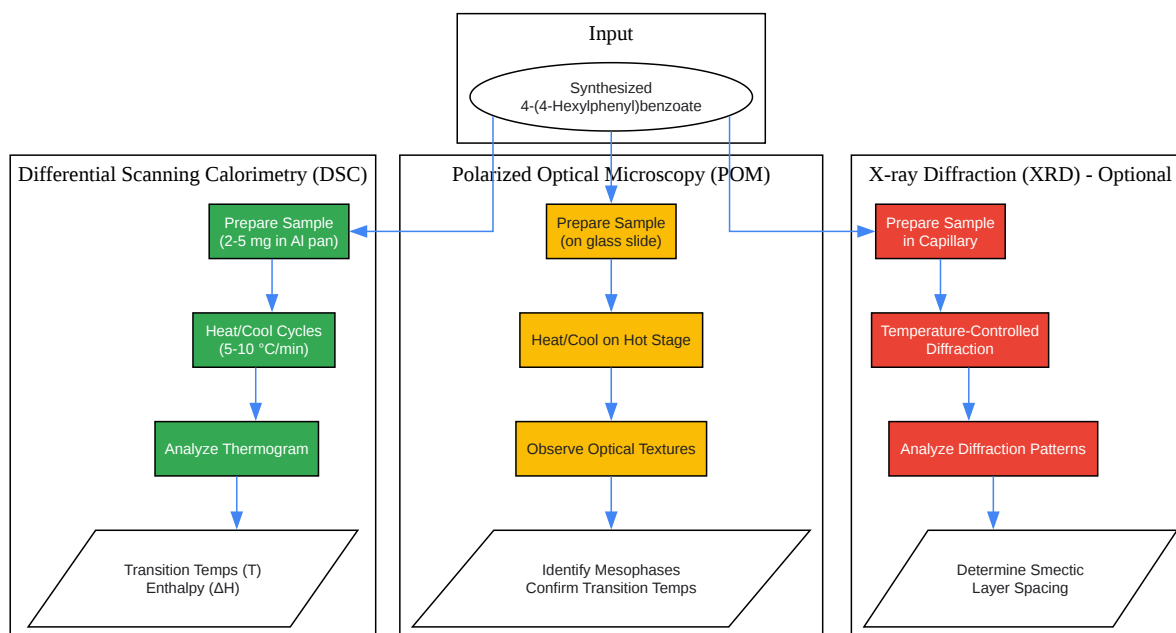 Input
Synthesized
4-(4-Hexylphenyl)benzoate
Differential Scanning Calorimetry (DSC)
Prepare Sample
(2-5 mg in Al pan)
Heat/Cool Cycles
(5-10 °C/min)
Analyze Thermogram
Transition Temps (T)
Enthalpy (ΔH)
Polarized Optical Microscopy (POM)
Prepare Sample
(on glass slide)
Heat/Cool on Hot Stage
Observe Optical Textures
Identify Mesophases
Confirm Transition Temps
X-ray Diffraction (XRD) - Optional
Prepare Sample
in Capillary
Temperature-Controlled
Diffraction
Analyze Diffraction Patterns
Determine Smectic
Layer Spacing